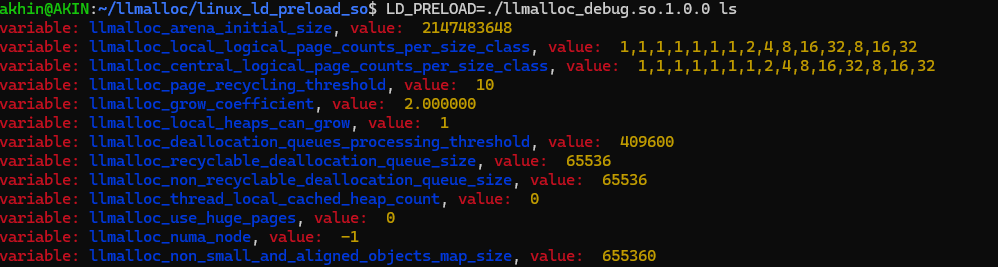 akhin@AKIN:~/llmalloc/linux_ld_preload_so$ LD_PRELOAD=./llmalloc_debug.so.1.0.0 ls
variable: llmalloc_arena_initial_size, value:  2147483648
variable: llmalloc_local_logical_page_counts_per_size_class, value:  1,1,1,1,1,1,1,2,4,8,16,32,8,16,32
variable: llmalloc_central_logical_page_counts_per_size_class, value:  1,1,1,1,1,1,1,2,4,8,16,32,8,16,32
variable: llmalloc_page_recycling_threshold, value:  10
variable: llmalloc_grow_coefficient, value:  2.000000
variable: llmalloc_local_heaps_can_grow, value:  1
variable: llmalloc_deallocation_queues_processing_threshold, value:  409600
variable: llmalloc_recyclable_deallocation_queue_size, value:  65536
variable: llmalloc_non_recyclable_deallocation_queue_size, value:  65536
variable: llmalloc_thread_local_cached_heap_count, value:  0
variable: llmalloc_use_huge_pages, value:  0
variable: llmalloc_numa_node, value:  -1
variable: llmalloc_non_small_and_aligned_objects_map_size, value:  655360